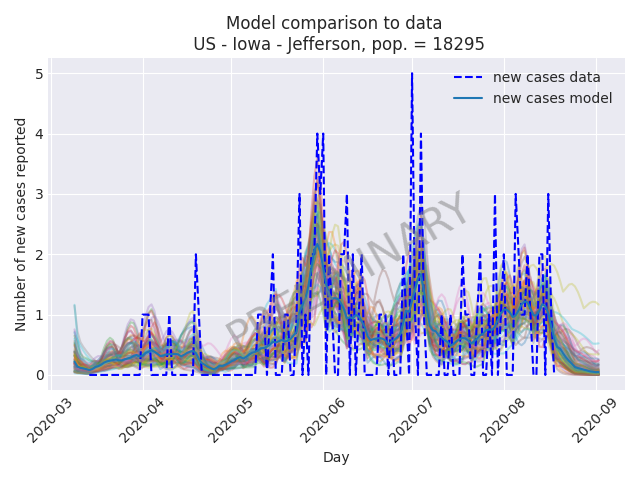 Model comparison to data
US - Iowa - Jefferson, pop. = 18295
new cases data
new cases model
Number of new cases reported
5
4
3
2
1
0
PRELIMINARY
2020-03
2020-04
2020-05
2020-06
2020-07
2020-08
2020-09
Day